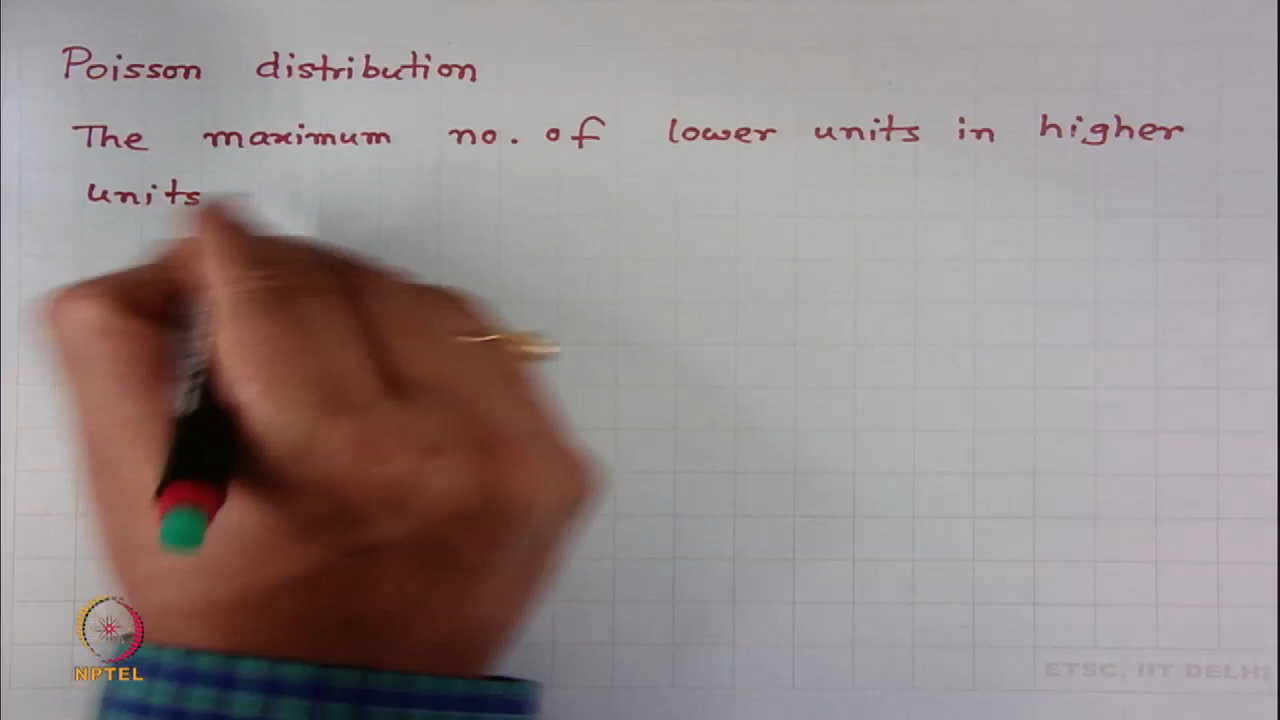 Poisson distribution
The maximum no. of lower units in higher
units
NPTEL
ETSC, IIT DELHI